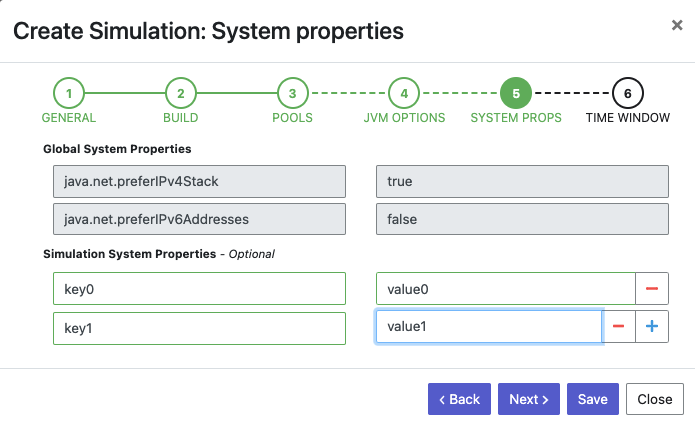 Create Simulation: System properties ×
1 2 3 4 5 6
GENERAL BUILD POOLS JVM OPTIONS SYSTEM PROPS TIME WINDOW
Global System Properties
java.net.preferIPv4Stack true
java.net.preferIPv6Addresses false
Simulation System Properties - Optional
key0 value0 −
key1 value1 − +
‹ Back Next › Save Close